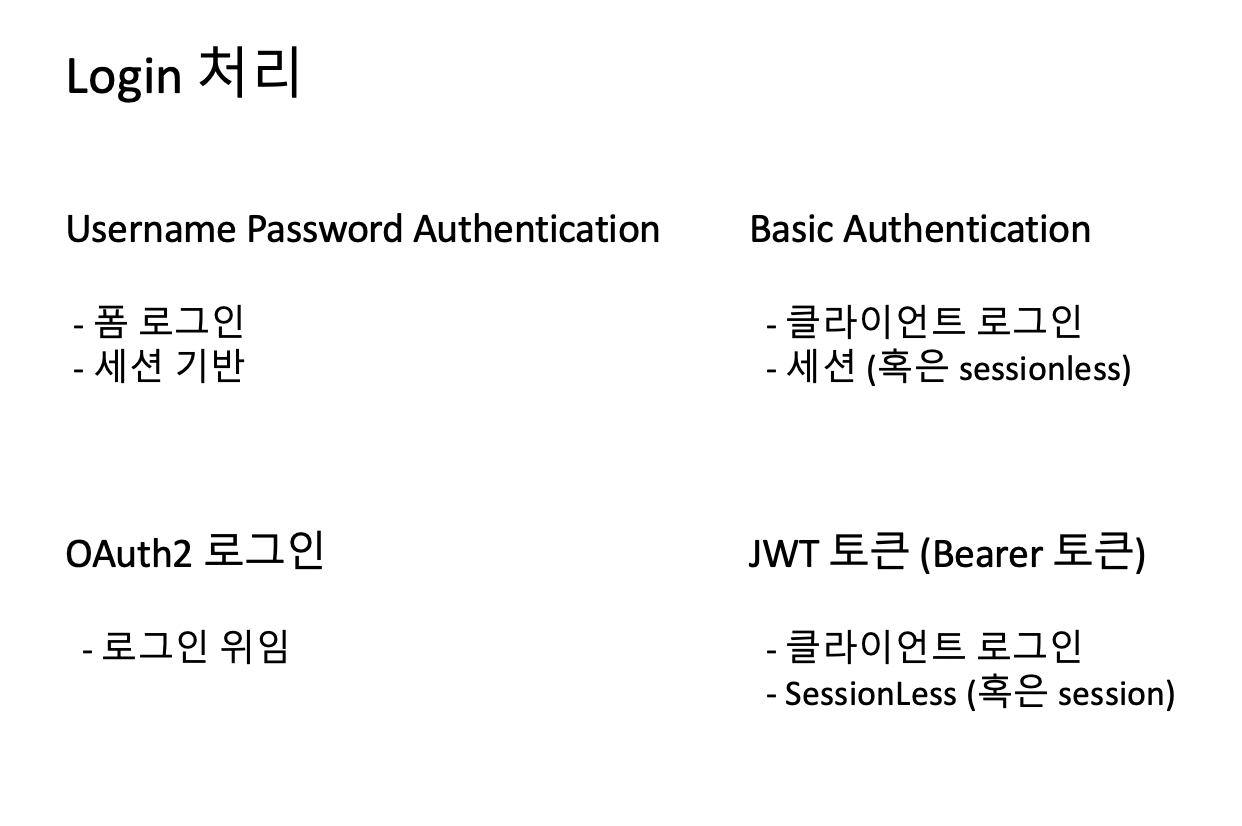 Login 처리
Username Password Authentication
- 폼 로그인
- 세션 기반
Basic Authentication
- 클라이언트 로그인
- 세션 (혹은 sessionless)
OAuth2 로그인
- 로그인 위임
JWT 토큰 (Bearer 토큰)
- 클라이언트 로그인
- SessionLess (혹은 session)